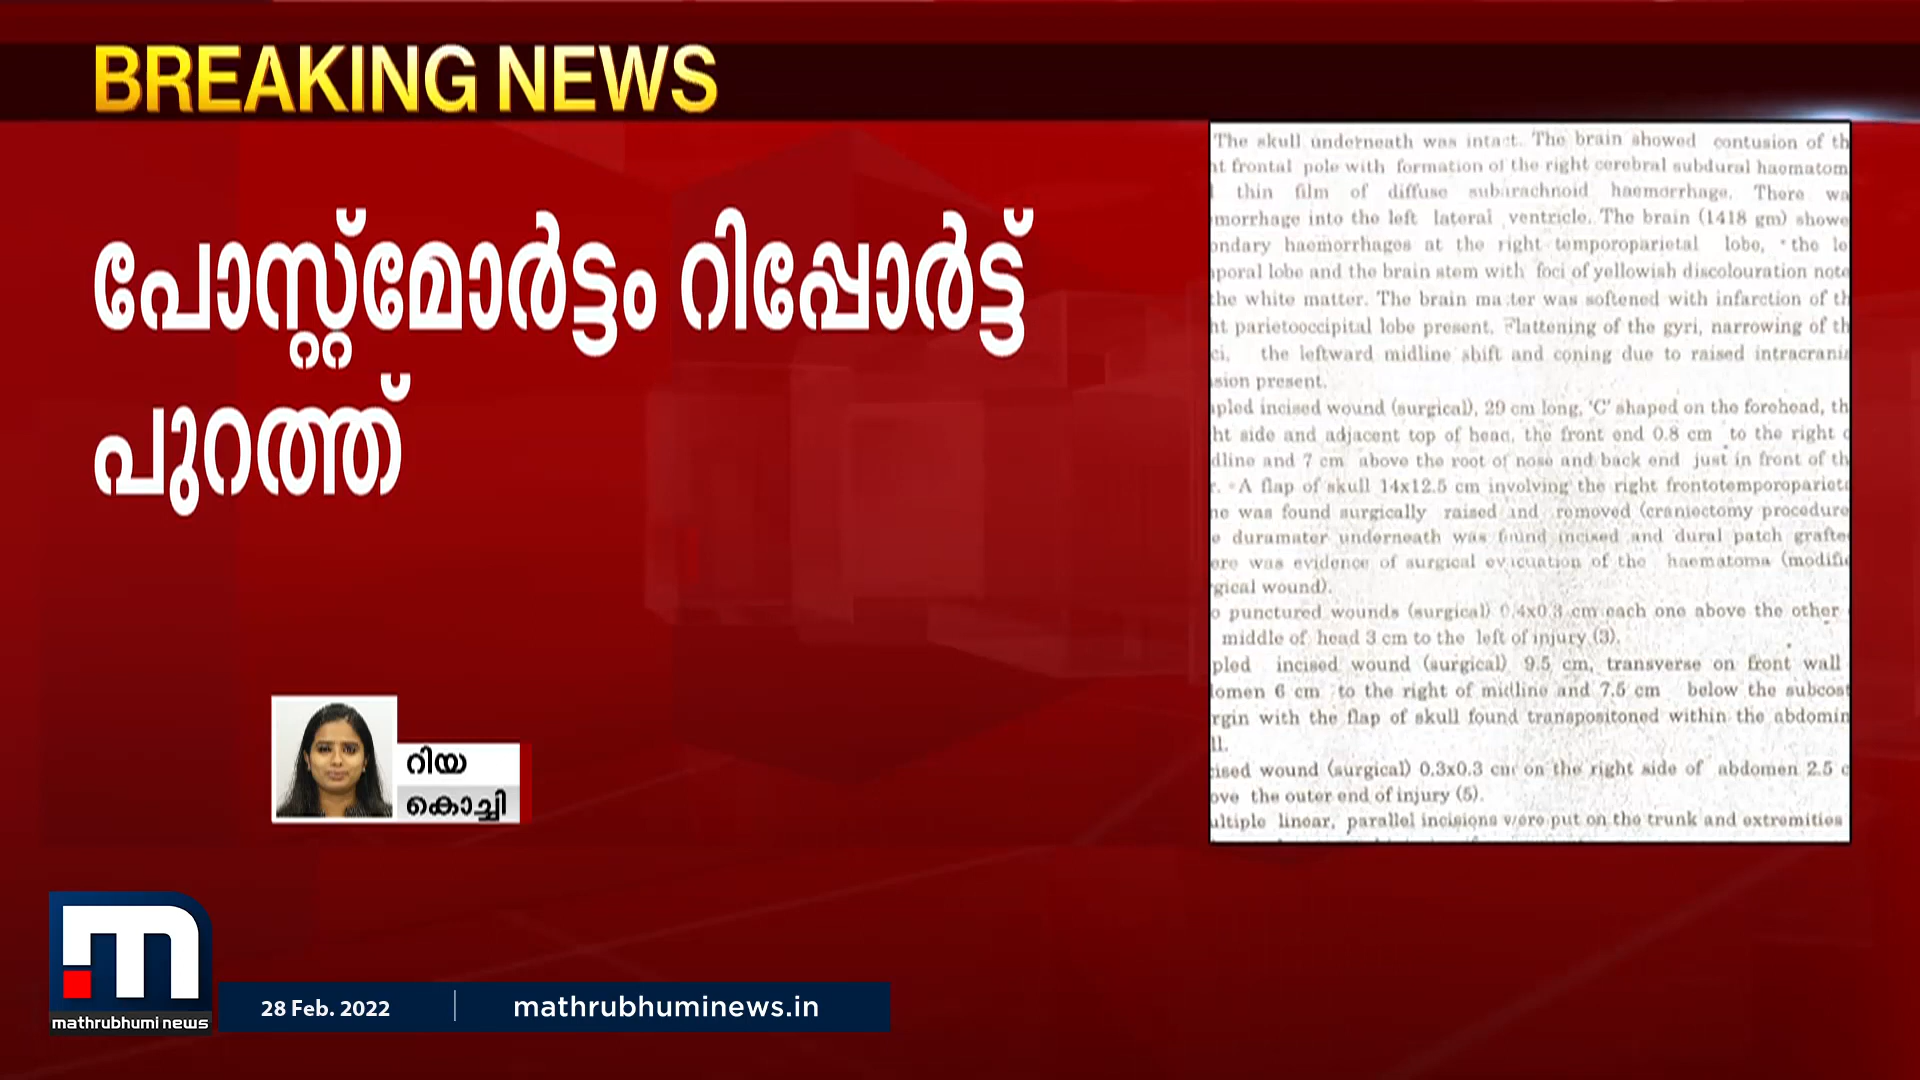 BREAKING NEWS
പോസ്റ്റ്മോർട്ടം റിപ്പോർട്ട്
പുറത്ത്
The skull underneath was intact. The brain showed contusion of th
frontal pole with formation of the right cerebral subdural haematom
thin film of diffuse subarachnoid haemorrhage. There wa
morrhage into the left lateral ventricle. The brain (1418 gm) showe
ondary haemorrhages at the right temporoparietal lobe, the le
poral lobe and the brain stem with foci of yellowish discolouration note
he white matter. The brain matter was softened with infarction of th
ht parietooccipital lobe present. Flattening of the gyri, narrowing of th
ci, the leftward midline shift and coning due to raised intracrania
sion present.
pled incised wound (surgical), 29 cm long, 'C' shaped on the forehead, th
ht side and adjacent top of head, the front end 0.8 cm to the right o
dline and 7 cm above the root of nose and back end just in front of th
r. A flap of skull 14x12.5 cm involving the right frontotemporopariete
ne was found surgically raised and removed (craniectomy procedure
e duramater underneath was found incised and dural patch grafte
ere was evidence of surgical evacuation of the haematoma (modifie
gical wound).
o punctured wounds (surgical) 0.4x0.3 cm each one above the other
middle of head 3 cm to the left of injury (3).
pled incised wound (surgical) 9.5 cm, transverse on front wall
domen 6 cm to the right of midline and 7.5 cm below the subcost
rgin with the flap of skull found transpositoned within the abdomin
ll.
ised wound (surgical) 0.3x0.3 cm on the right side of abdomen 2.5 c
ove the outer end of injury (5).
ultiple linear, parallel incisions were put on the trunk and extremities
റിയ
കൊച്ചി
mathrubhumi news
28 Feb. 2022
mathrubhuminews.in